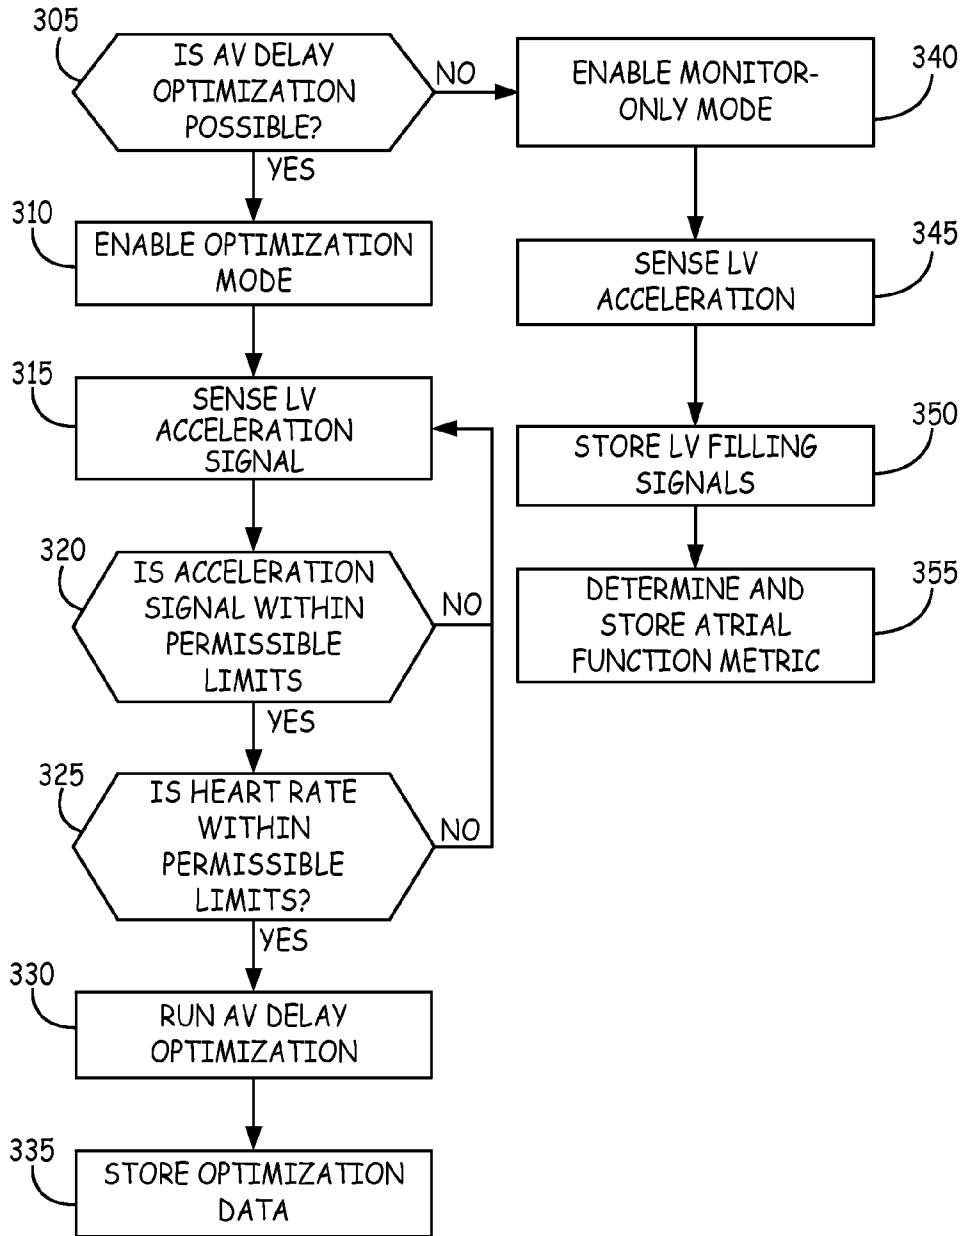 305
IS AV DELAY
OPTIMIZATION
POSSIBLE?
NO
YES
310
ENABLE OPTIMIZATION
MODE
315
SENSE LV
ACCELERATION
SIGNAL
320
IS ACCELERATION
SIGNAL WITHIN
PERMISSIBLE
LIMITS
NO
YES
325
IS HEART RATE
WITHIN
PERMISSIBLE
LIMITS?
NO
YES
330
RUN AV DELAY
OPTIMIZATION
335
STORE OPTIMIZATION
DATA
ENABLE MONITOR-
ONLY MODE
340
SENSE LV
ACCELERATION
345
STORE LV FILLING
SIGNALS
350
DETERMINE AND
STORE ATRIAL
FUNCTION METRIC
355